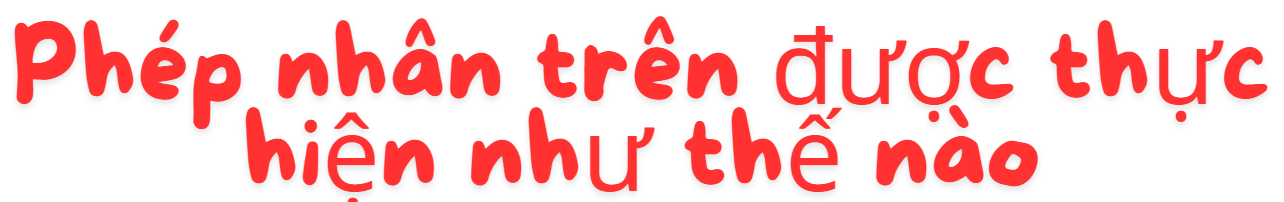 Phép nhân trên được thực
hiện như thế nào